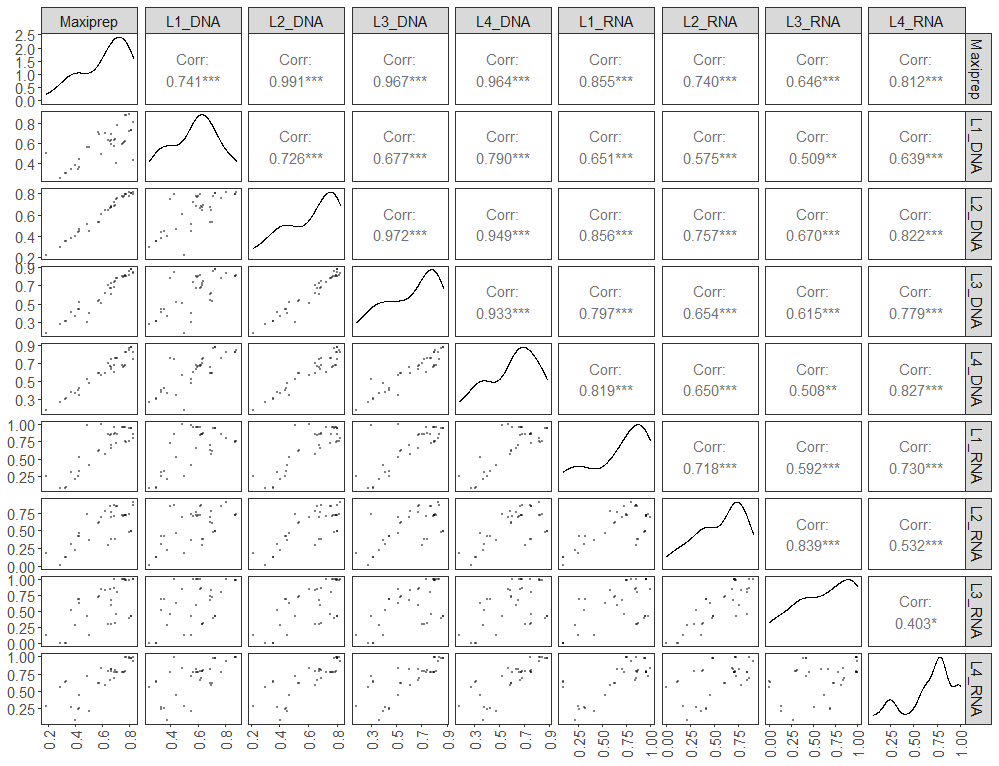 Maxiprep L1_DNA L2_DNA L3_DNA L4_DNA L1_RNA L2_RNA L3_RNA L4_RNA
2.5
2.0
1.5
1.0
0.5
0.0
Corr: Corr: Corr: Corr: Corr: Corr: Corr: Corr:
0.741*** 0.991*** 0.967*** 0.964*** 0.855*** 0.740*** 0.646*** 0.812***
Maxiprep
0.8
0.6
0.4
Corr: Corr: Corr: Corr: Corr: Corr: Corr:
0.726*** 0.677*** 0.790*** 0.651*** 0.575*** 0.509** 0.639***
L1_DNA
0.8
0.6
0.4
0.2
Corr: Corr: Corr: Corr: Corr: Corr:
0.972*** 0.949*** 0.856*** 0.757*** 0.670*** 0.822***
L2_DNA
0.9
0.7
0.5
0.3
Corr: Corr: Corr: Corr: Corr:
0.933*** 0.797*** 0.654*** 0.615*** 0.779***
L3_DNA
0.9
0.7
0.5
0.3
Corr: Corr: Corr: Corr:
0.819*** 0.650*** 0.508** 0.827***
L4_DNA
1.00
0.75
0.50
0.25
Corr: Corr: Corr:
0.718*** 0.592*** 0.730***
L1_RNA
0.75
0.50
0.25
0.00
Corr: Corr:
0.839*** 0.532***
L2_RNA
1.00
0.75
0.50
0.25
0.00
Corr:
0.403*
L3_RNA
1.00
0.75
0.50
0.25
L4_RNA
0.2 0.4 0.6 0.8 0.4 0.6 0.8 0.2 0.4 0.6 0.8 0.3 0.5 0.7 0.9 0.3 0.5 0.7 0.9 0.25 0.50 0.75 1.00 0.00 0.25 0.50 0.75 0.00 0.25 0.50 0.75 1.00 0.25 0.50 0.75 1.00